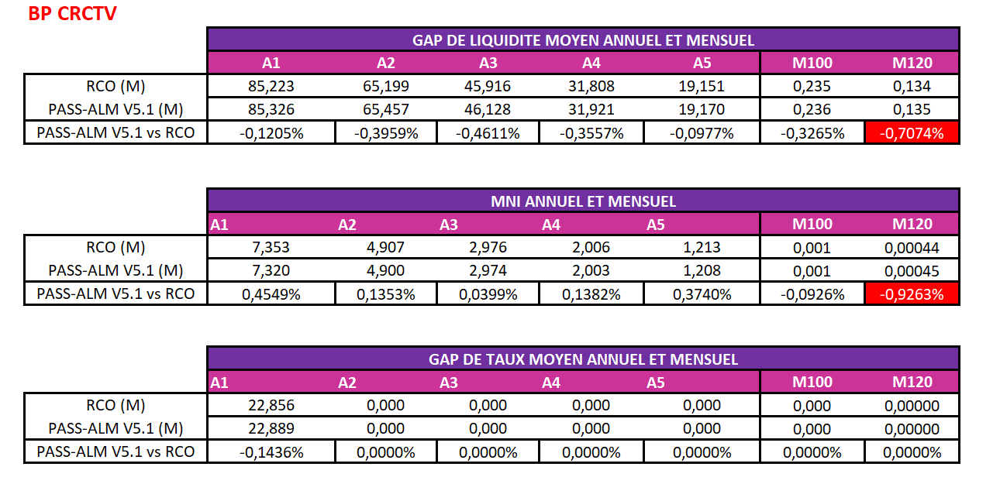 BP CRCTV
GAP DE LIQUIDITE MOYEN ANNUEL ET MENSUEL
A1 A2 A3 A4 A5 M100 M120
RCO (M) 85,223 65,199 45,916 31,808 19,151 0,235 0,134
PASS-ALM V5.1 (M) 85,326 65,457 46,128 31,921 19,170 0,236 0,135
PASS-ALM V5.1 vs RCO -0,1205% -0,3959% -0,4611% -0,3557% -0,0977% -0,3265% -0,7074%
MNI ANNUEL ET MENSUEL
A1 A2 A3 A4 A5 M100 M120
RCO (M) 7,353 4,907 2,976 2,006 1,213 0,001 0,00044
PASS-ALM V5.1 (M) 7,320 4,900 2,974 2,003 1,208 0,001 0,00045
PASS-ALM V5.1 vs RCO 0,4549% 0,1353% 0,0399% 0,1382% 0,3740% -0,0926% -0,9263%
GAP DE TAUX MOYEN ANNUEL ET MENSUEL
A1 A2 A3 A4 A5 M100 M120
RCO (M) 22,856 0,000 0,000 0,000 0,000 0,000 0,00000
PASS-ALM V5.1 (M) 22,889 0,000 0,000 0,000 0,000 0,000 0,00000
PASS-ALM V5.1 vs RCO -0,1436% 0,0000% 0,0000% 0,0000% 0,0000% 0,0000% 0,0000%